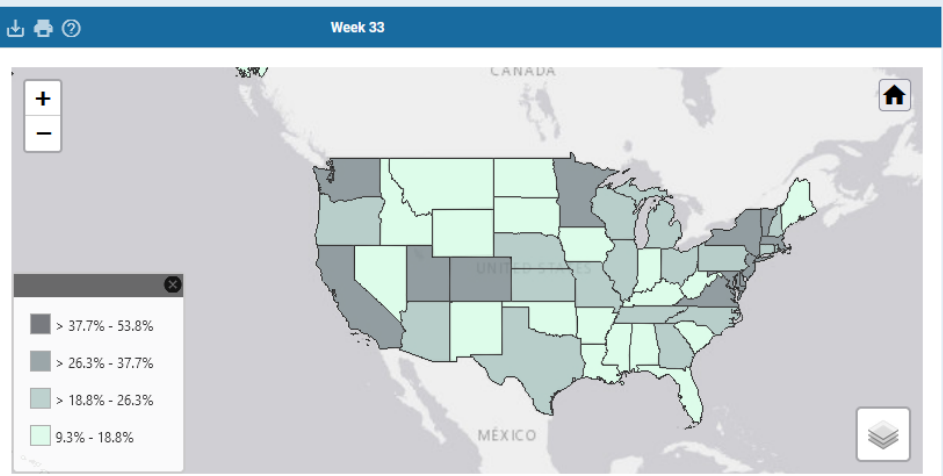 Week 33
CANADA
+
−
UNITED STATES
> 37.7% - 53.8%
> 26.3% - 37.7%
> 18.8% - 26.3%
9.3% - 18.8%
MÉXICO